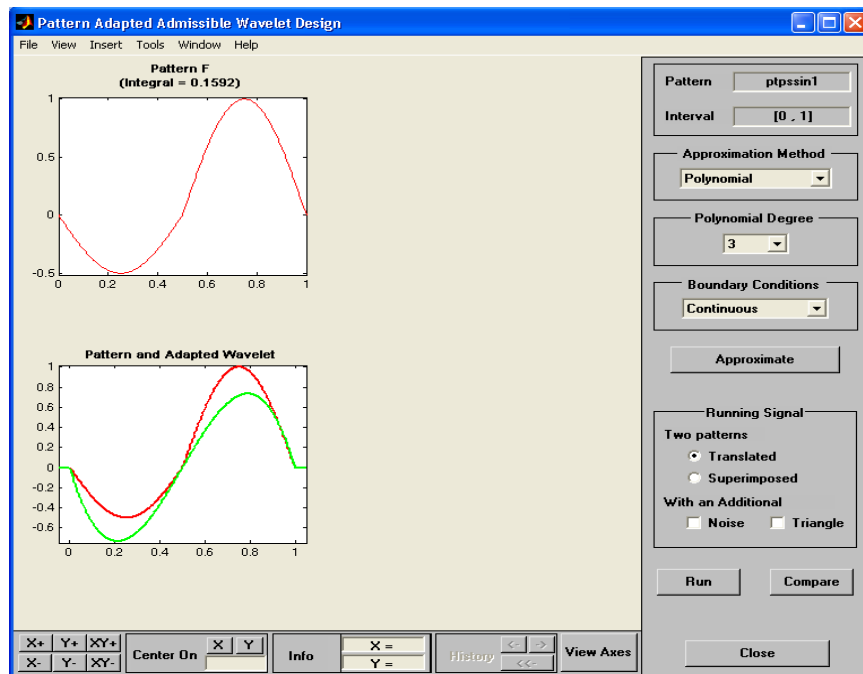 Pattern Adapted Admissible Wavelet Design
File View Insert Tools Window Help
Pattern F
(Integral = 0.1592)
1
0.5
0
-0.5
0 0.2 0.4 0.6 0.8 1
Pattern and Adapted Wavelet
1
0.8
0.6
0.4
0.2
0
-0.2
-0.4
-0.6
0 0.2 0.4 0.6 0.8 1
Pattern ptpssin1
Interval [0 , 1]
Approximation Method
Polynomial
Polynomial Degree
3
Boundary Conditions
Continuous
Approximate
Running Signal
Two patterns
Translated
Superimposed
With an Additional
Noise Triangle
Run Compare
Close
X+ Y+ XY+
X- Y- XY-
Center On X Y
Info X =
Y =
History <- ->
<<-
View Axes